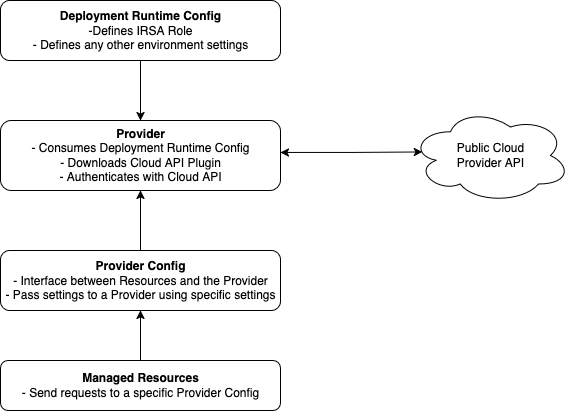 Deployment Runtime Config
-Defines IRSA Role
- Defines any other environment settings
Provider
- Consumes Deployment Runtime Config
- Downloads Cloud API Plugin
- Authenticates with Cloud API
Public Cloud
Provider API
Provider Config
- Interface between Resources and the Provider
- Pass settings to a Provider using specific settings
Managed Resources
- Send requests to a specific Provider Config